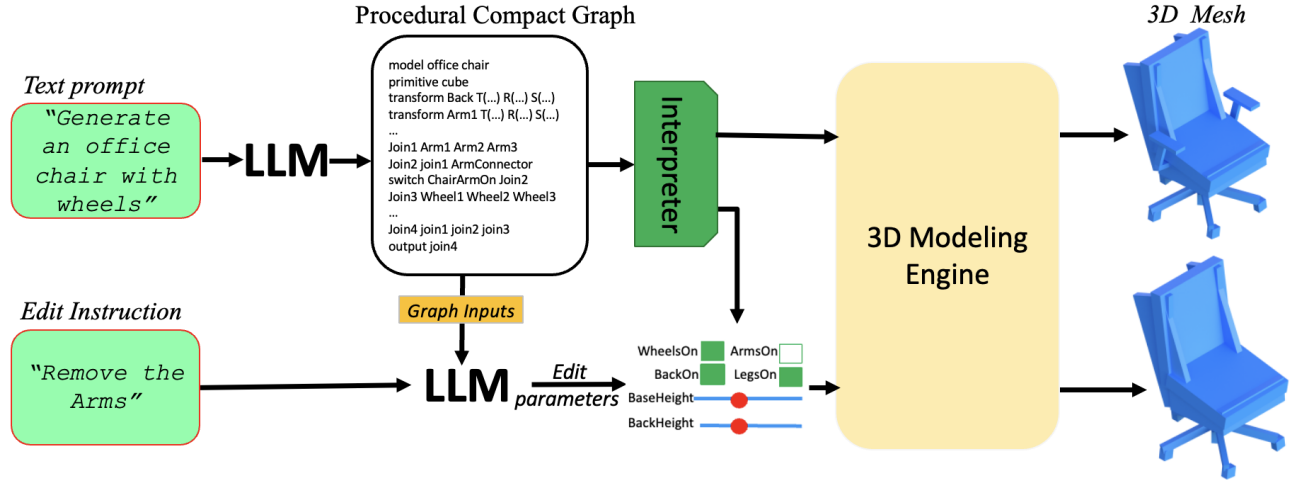 Procedural Compact Graph
3D Mesh
Text prompt
“Generate
an office
chair with
wheels”
LLM
model office chair
primitive cube
transform Back T(...) R(...) S(...)
transform Arm1 T(...) R(...) S(...)
...
Join1 Arm1 Arm2 Arm3
Join2 join1 ArmConnector
switch ChairArmOn Join2
Join3 Wheel1 Wheel2 Wheel3
...
Join4 join1 join2 join3
output join4
Interpreter
3D Modeling
Engine
Graph Inputs
Edit Instruction
“Remove the
Arms”
LLM
Edit
parameters
WheelsOn ArmsOn
BackOn LegsOn
BaseHeight
BackHeight